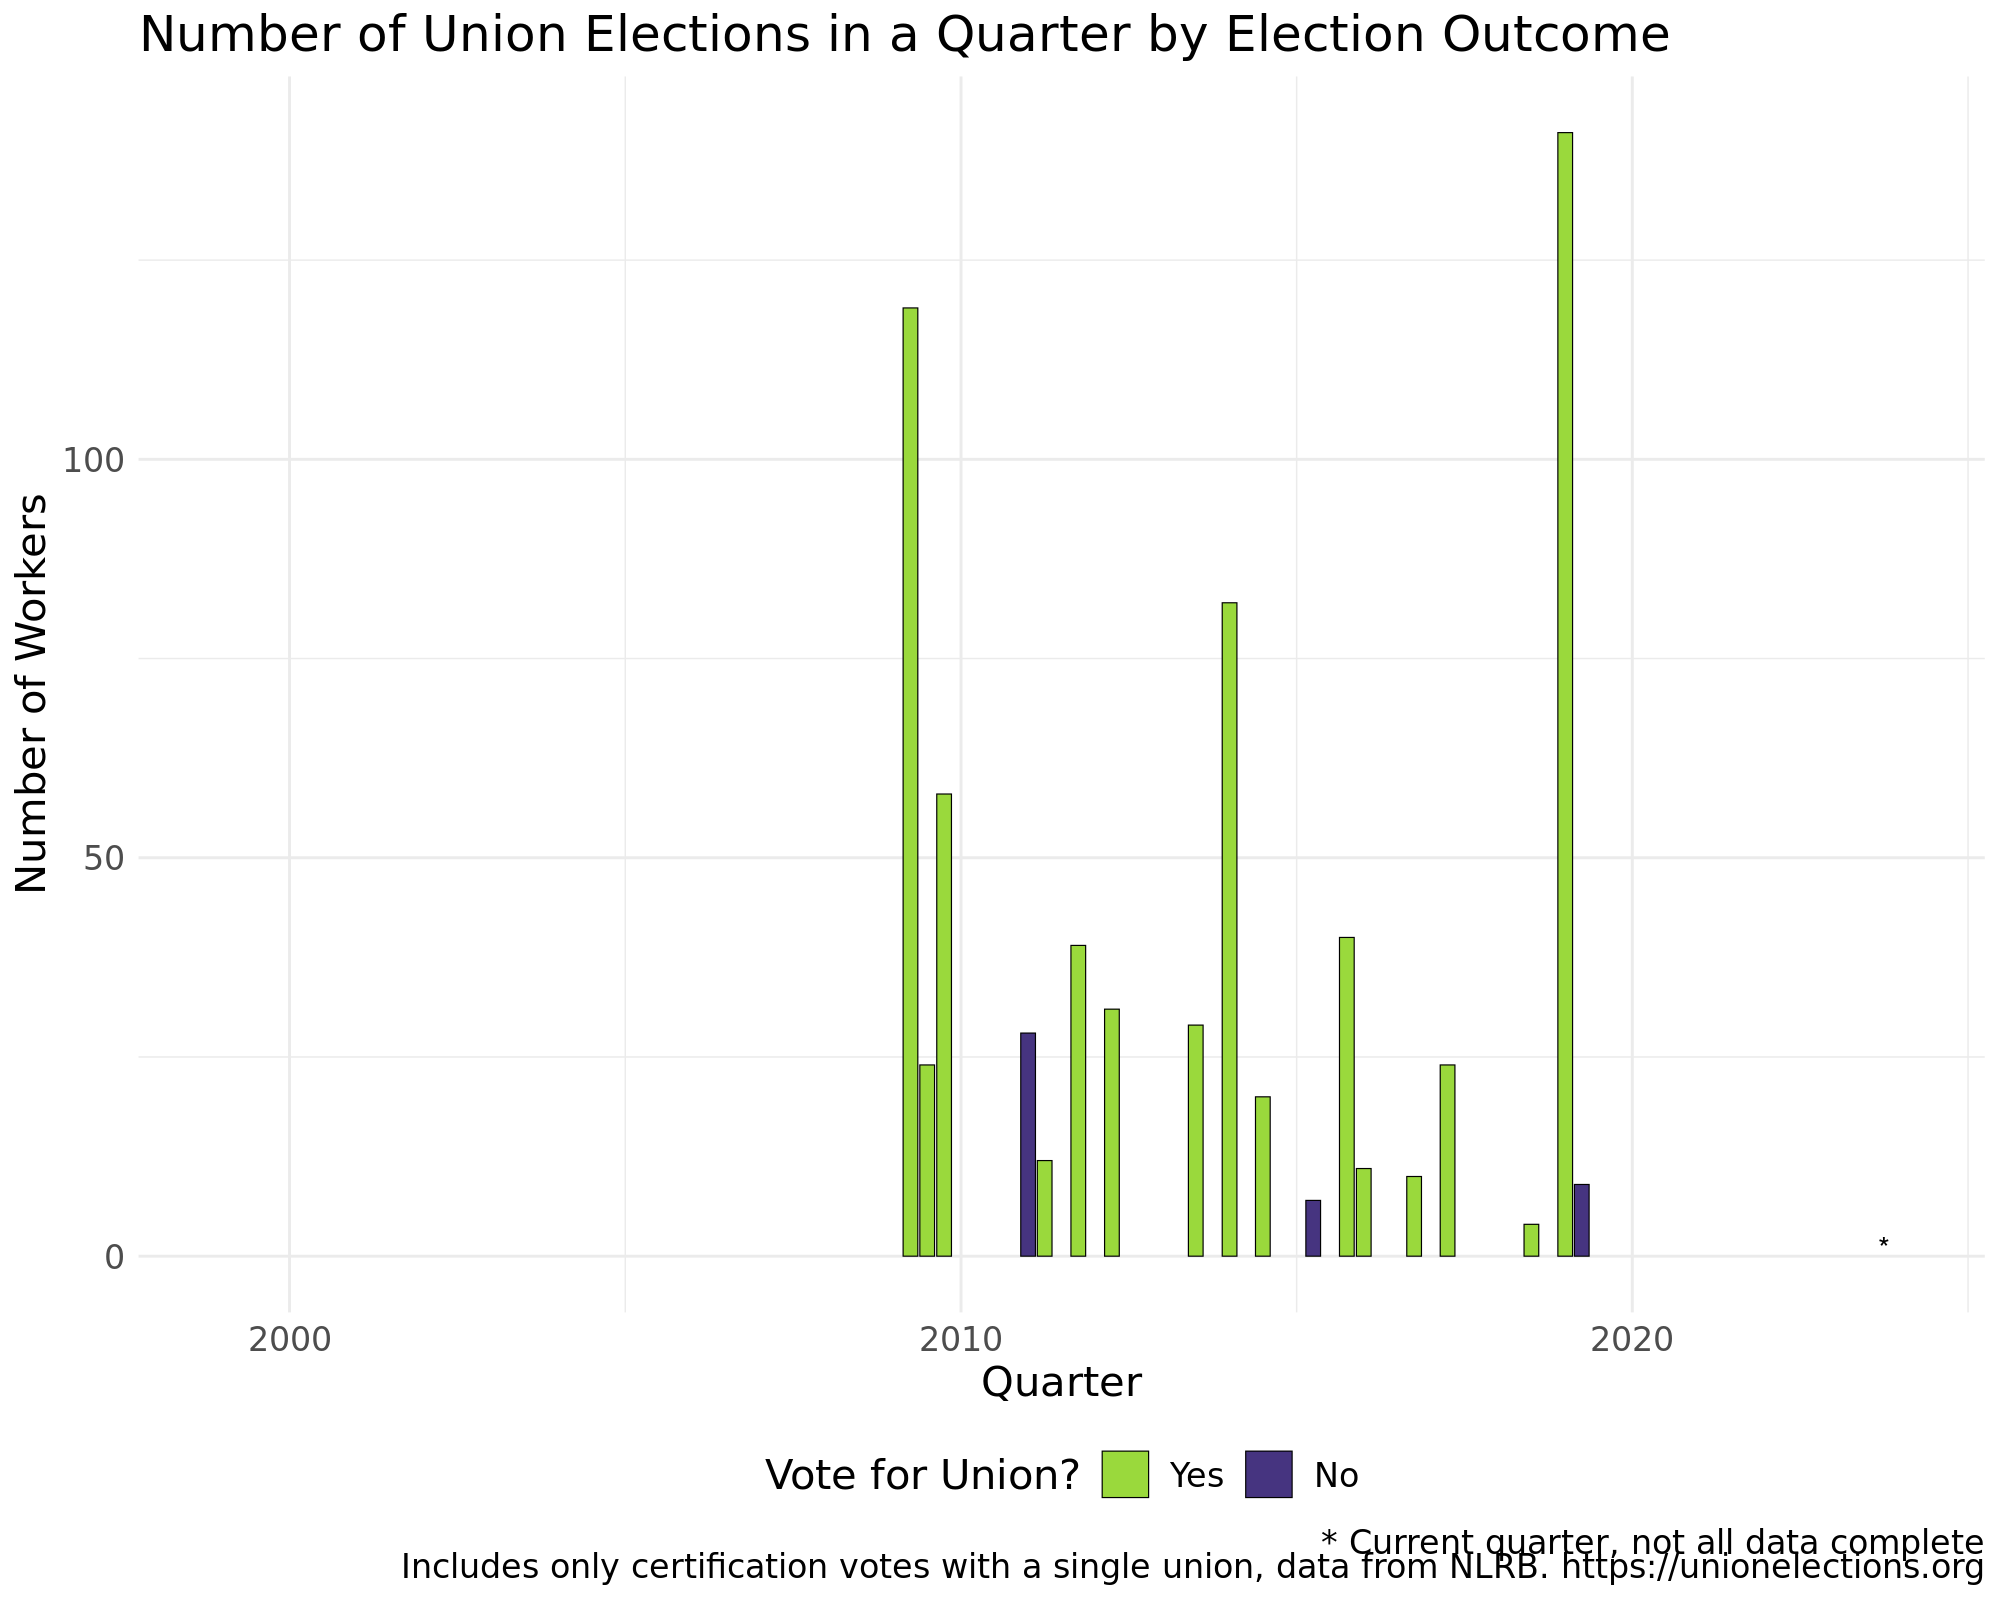 Number of Union Elections in a Quarter by Election Outcome
Number of Workers
100
50
0
*
2000 2010 2020
Quarter
Vote for Union? Yes No
* Current quarter, not all data complete
Includes only certification votes with a single union, data from NLRB. https://unionelections.org